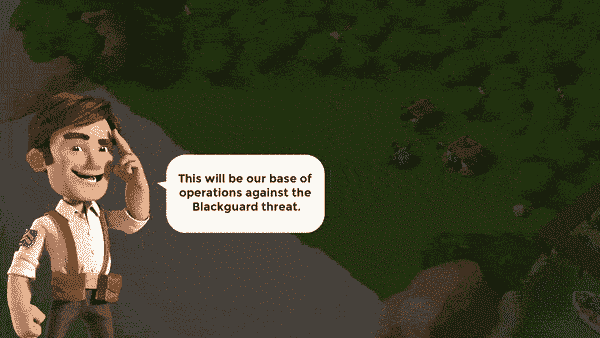 This will be our base of
operations against the
Blackguard threat.